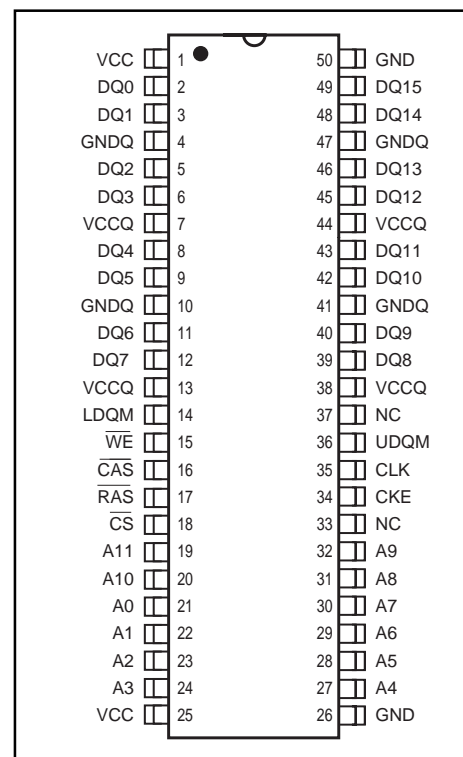 VCC 1 50 GND
DQ0 2 49 DQ15
DQ1 3 48 DQ14
GNDQ 4 47 GNDQ
DQ2 5 46 DQ13
DQ3 6 45 DQ12
VCCQ 7 44 VCCQ
DQ4 8 43 DQ11
DQ5 9 42 DQ10
GNDQ 10 41 GNDQ
DQ6 11 40 DQ9
DQ7 12 39 DQ8
VCCQ 13 38 VCCQ
LDQM 14 37 NC
W̅E̅ 15 36 UDQM
C̅A̅S̅ 16 35 CLK
R̅A̅S̅ 17 34 CKE
C̅S̅ 18 33 NC
A11 19 32 A9
A10 20 31 A8
A0 21 30 A7
A1 22 29 A6
A2 23 28 A5
A3 24 27 A4
VCC 25 26 GND